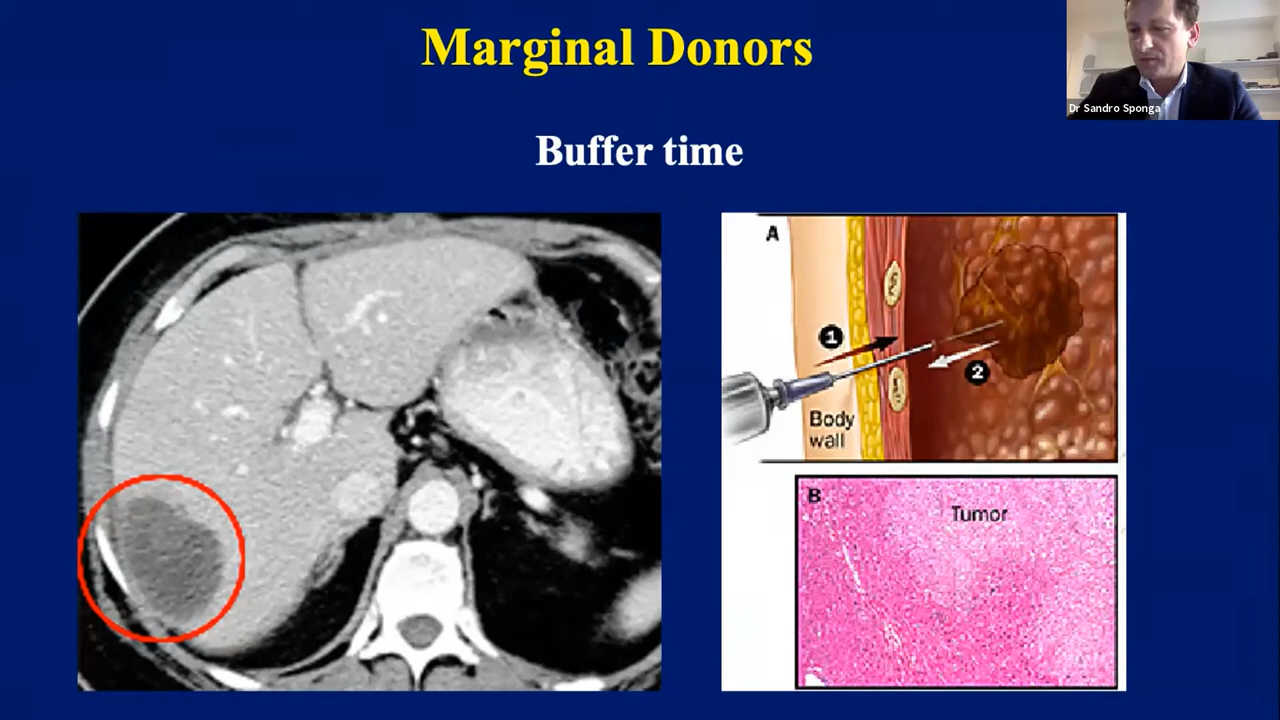 Marginal Donors
Dr Sandro Sponga
Buffer time
A
1
2
Body
wall
B
Tumor